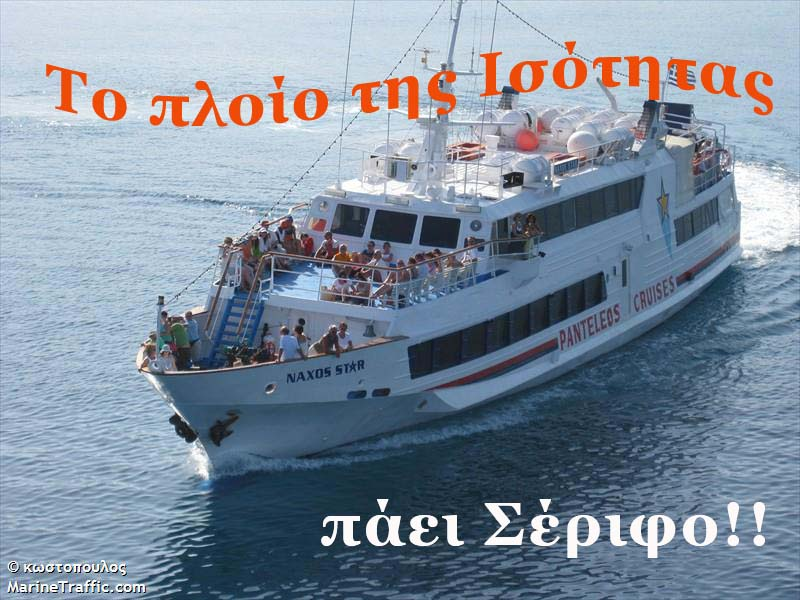 Το πλοίο της Ισότητας
NAXOS STAR
PANTELEOS CRUISES
πάει Σέριφο!!
© κωστοπουλος
MarineTraffic.com